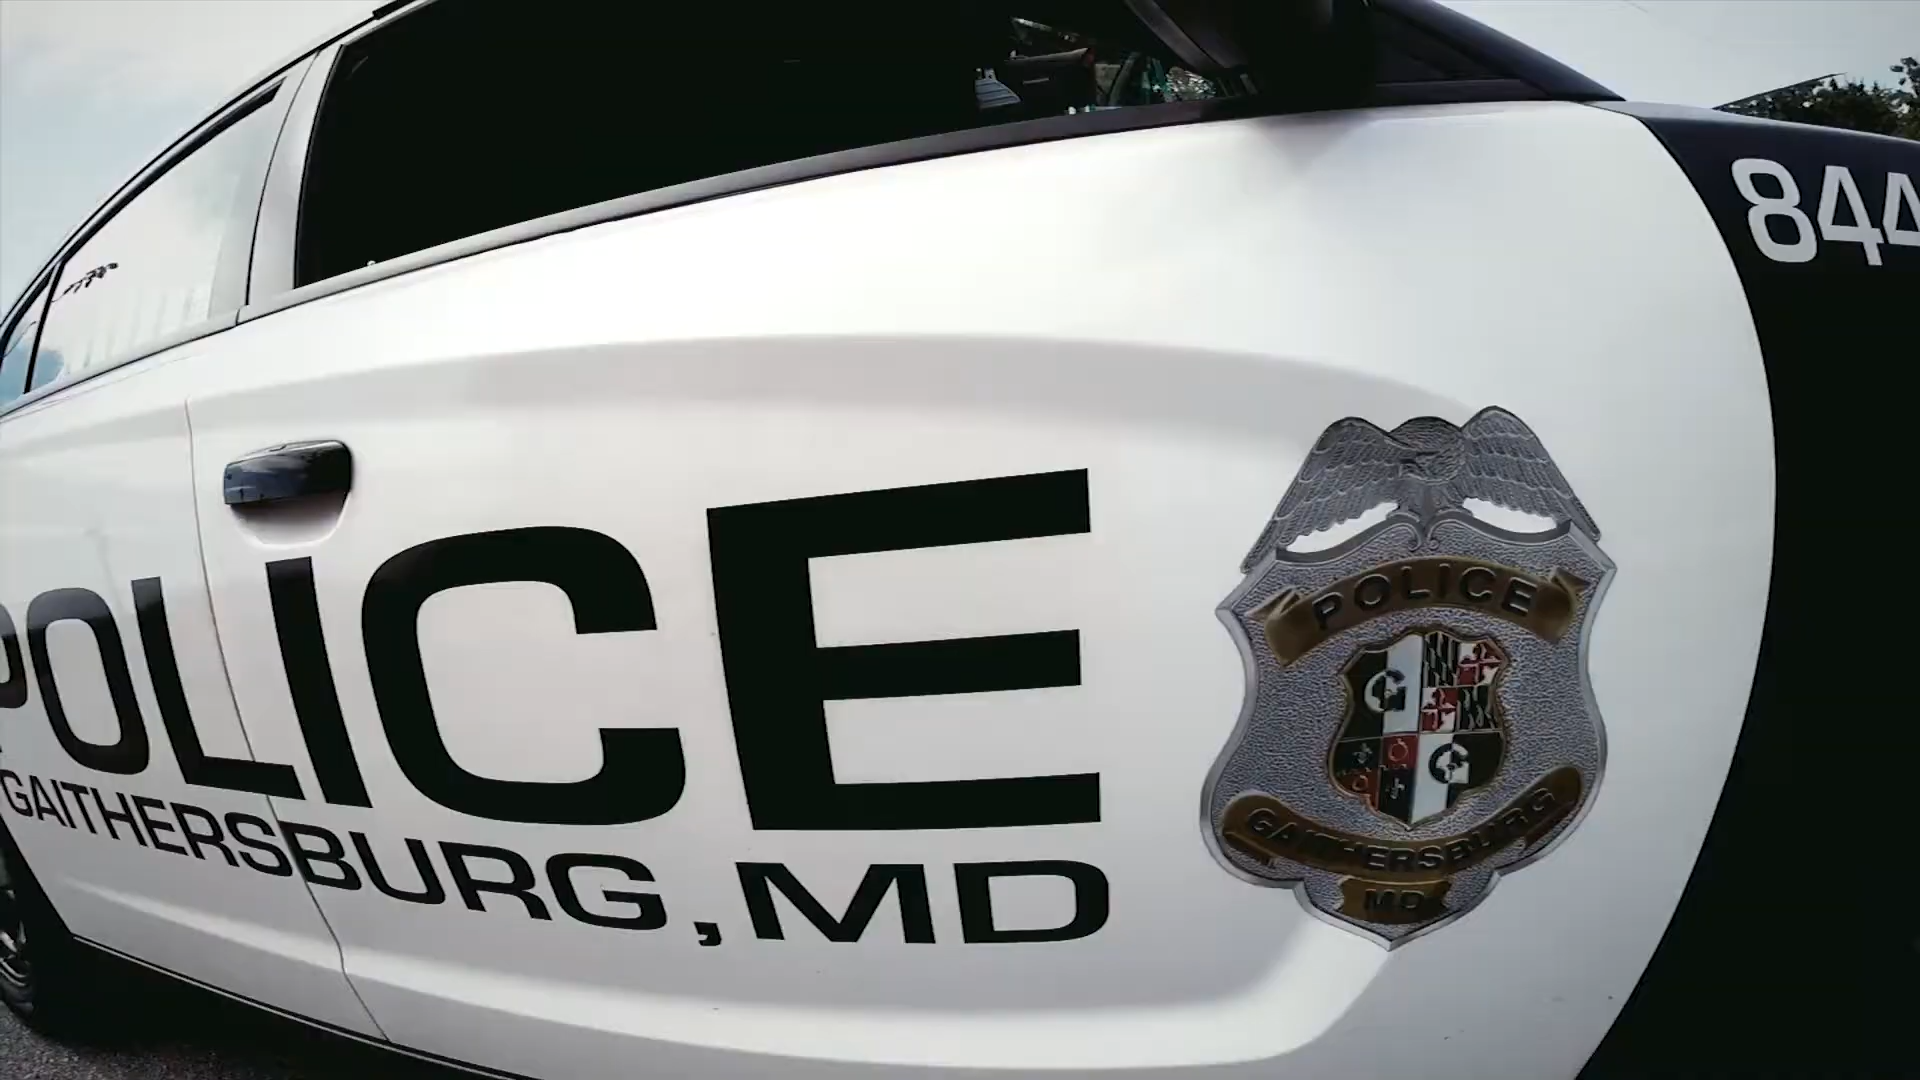 844
POLICE
GAITHERSBURG, MD
POLICE
G
G
GAITHERSBURG
MD